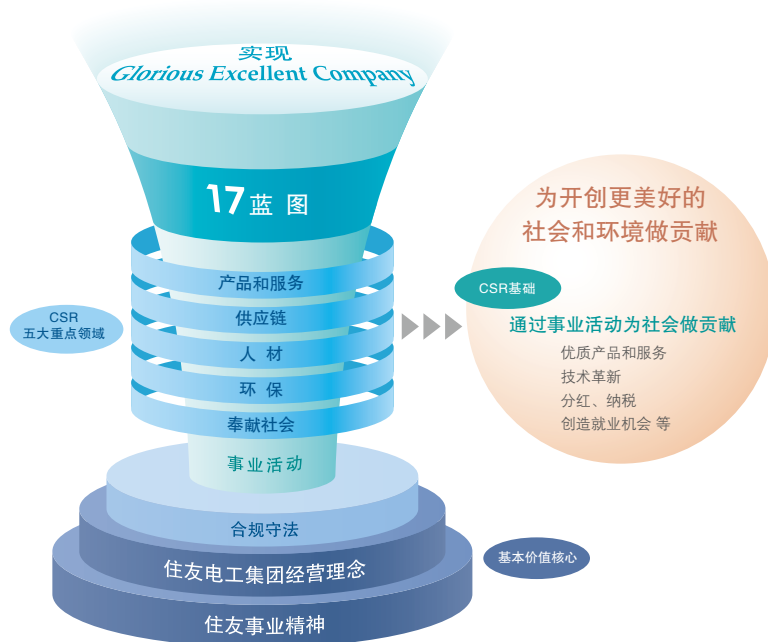 实现
Glorious Excellent Company
17蓝图
产品和服务
供应链
人材
环保
奉献社会
事业活动
合规守法
住友电工集团经营理念
住友事业精神
CSR
五大重点领域
为开创更美好的
社会和环境做贡献
CSR基础
通过事业活动为社会做贡献
优质产品和服务
技术革新
分红、纳税
创造就业机会 等
基本价值核心